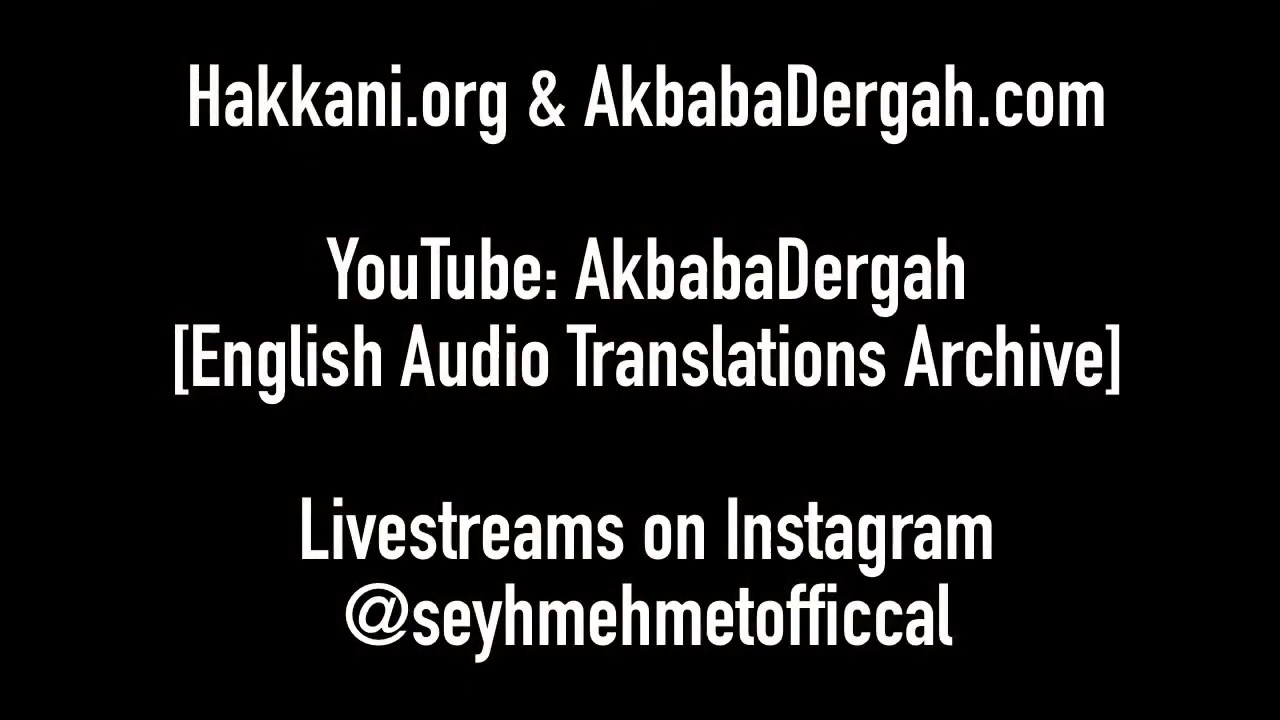 Hakkani.org & AkbabaDergah.com
YouTube: AkbabaDergah
[English Audio Translations Archive]
Livestreams on Instagram
@seyhmehmetofficcal